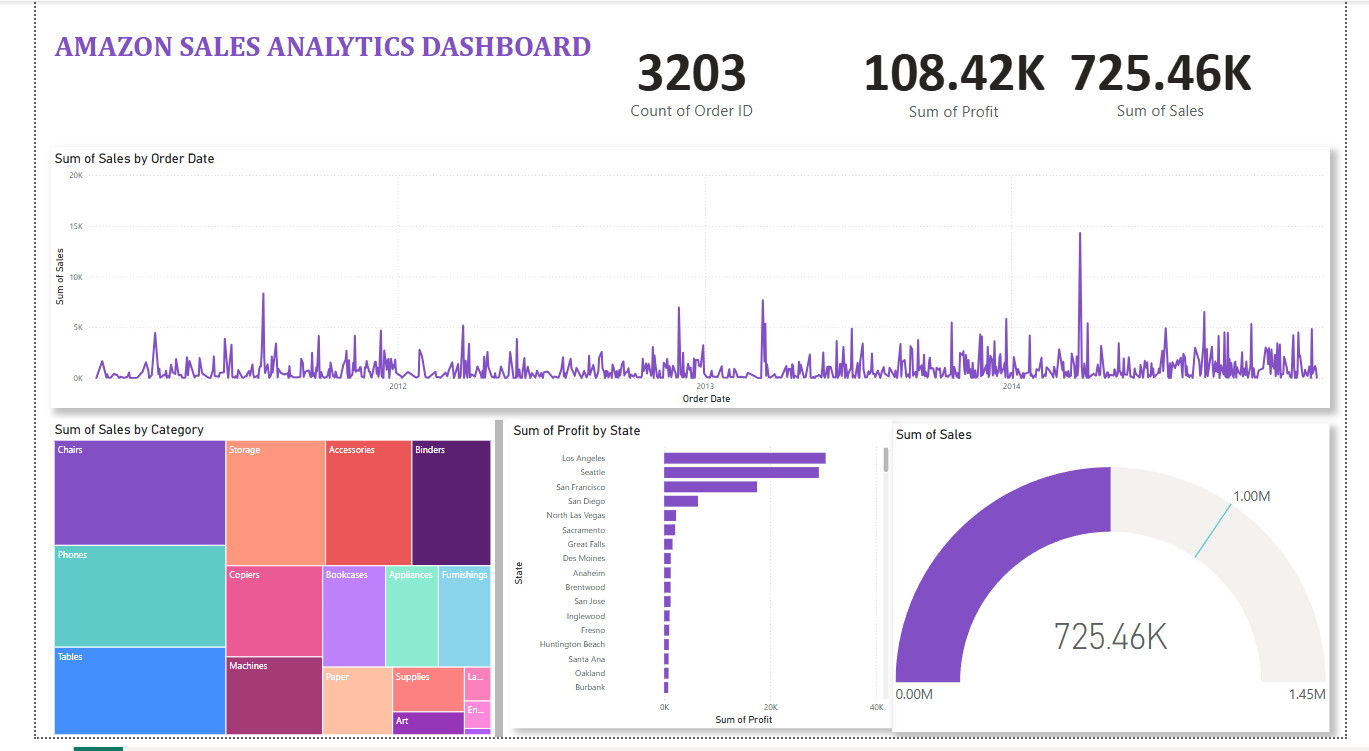 AMAZON SALES ANALYTICS DASHBOARD
3203
Count of Order ID
108.42K
Sum of Profit
725.46K
Sum of Sales
Sum of Sales by Order Date
20K
15K
10K
5K
0K
Sum of Sales
2012
2013
2014
Order Date
Sum of Sales by Category
Chairs
Phones
Tables
Storage
Accessories
Binders
Copiers
Machines
Bookcases
Appliances
Furnishings
Paper
Supplies
Art
La...
En...
Sum of Profit by State
State
Los Angeles
Seattle
San Francisco
San Diego
North Las Vegas
Sacramento
Great Falls
Des Moines
Anaheim
Brentwood
San Jose
Inglewood
Fresno
Huntington Beach
Santa Ana
Oakland
Burbank
0K
20K
40K
Sum of Profit
Sum of Sales
1.00M
725.46K
0.00M
1.45M